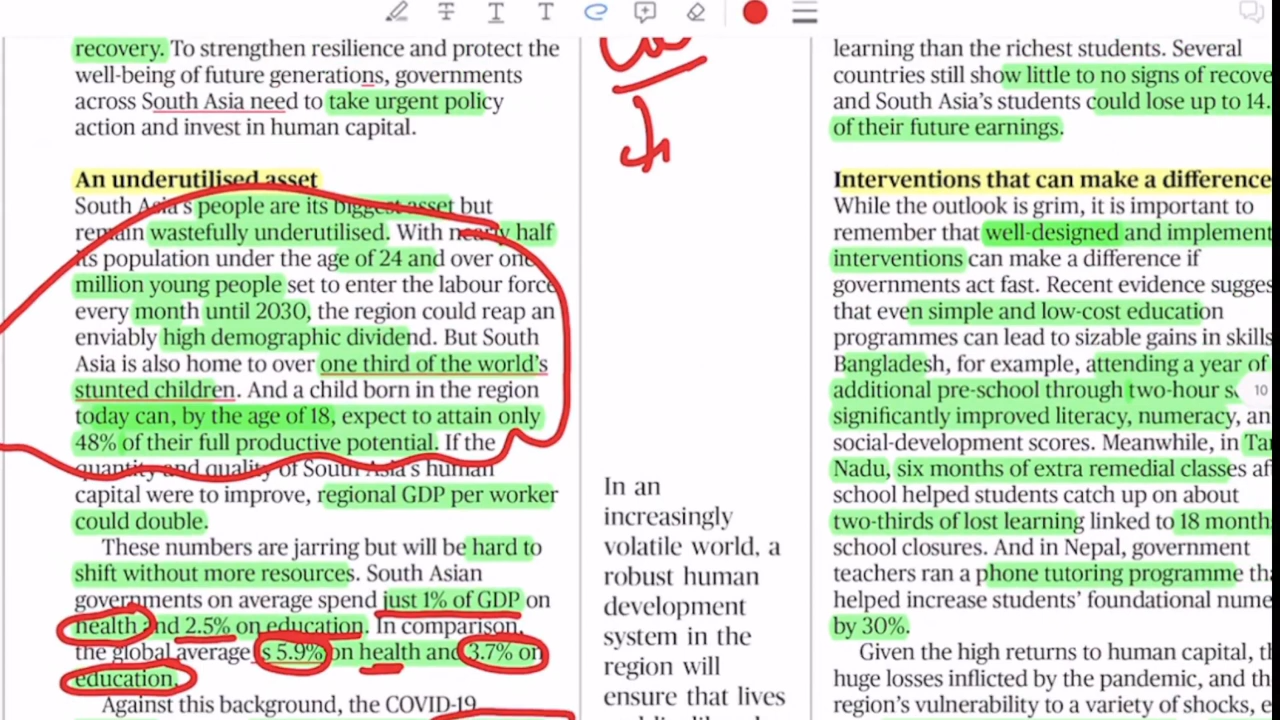 recovery. To strengthen resilience and protect the
well-being of future generations, governments
across South Asia need to take urgent policy
action and invest in human capital.
An underutilised asset
South Asia's people are its biggest asset but
remain wastefully underutilised. With nearly half
its population under the age of 24 and over one
million young people set to enter the labour force
every month until 2030, the region could reap an
enviably high demographic dividend. But South
Asia is also home to over one third of the world's
stunted children. And a child born in the region
today can, by the age of 18, expect to attain only
48% of their full productive potential. If the
quantity and quality of South Asia's human
capital were to improve, regional GDP per worker
could double.
These numbers are jarring but will be hard to
shift without more resources. South Asian
governments on average spend just 1% of GDP on
health and 2.5% on education. In comparison,
the global average is 5.9% on health and 3.7% on
education.
Against this background, the COVID-19
In an
increasingly
volatile world, a
robust human
development
system in the
region will
ensure that lives
learning than the richest students. Several
countries still show little to no signs of recove
and South Asia's students could lose up to 14.
of their future earnings.
Interventions that can make a difference
While the outlook is grim, it is important to
remember that well-designed and implement
interventions can make a difference if
governments act fast. Recent evidence sugges
that even simple and low-cost education
programmes can lead to sizable gains in skills
Bangladesh, for example, attending a year of
additional pre-school through two-hour s 10
significantly improved literacy, numeracy, an
social-development scores. Meanwhile, in Ta
Nadu, six months of extra remedial classes af
school helped students catch up on about
two-thirds of lost learning linked to 18 month
school closures. And in Nepal, government
teachers ran a phone tutoring programme tha
helped increase students' foundational nume
by 30%.
Given the high returns to human capital, th
huge losses inflicted by the pandemic, and th
region's vulnerability to a variety of shocks, e